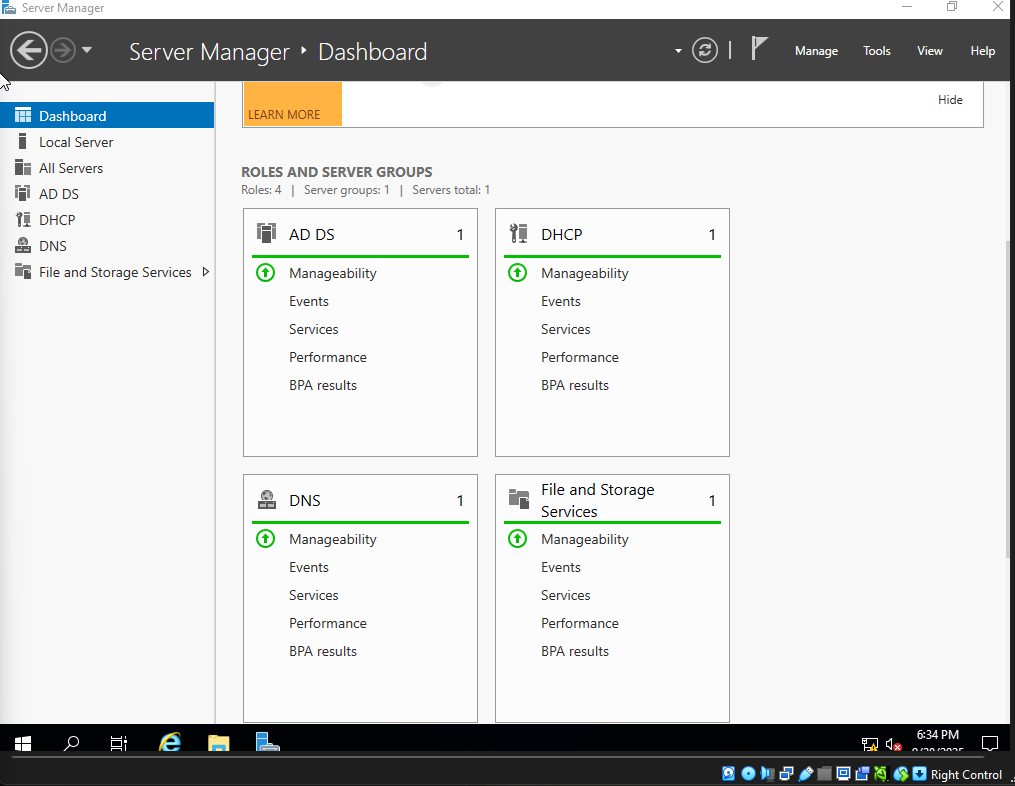 Server Manager
Server Manager ‣ Dashboard
Manage Tools View Help
Dashboard
Local Server
All Servers
AD DS
DHCP
DNS
File and Storage Services
LEARN MORE
Hide
ROLES AND SERVER GROUPS
Roles: 4 | Server groups: 1 | Servers total: 1
AD DS 1
Manageability
Events
Services
Performance
BPA results
DHCP 1
Manageability
Events
Services
Performance
BPA results
DNS 1
Manageability
Events
Services
Performance
BPA results
File and Storage
Services 1
Manageability
Events
Services
Performance
BPA results
6:34 PM
Right Control